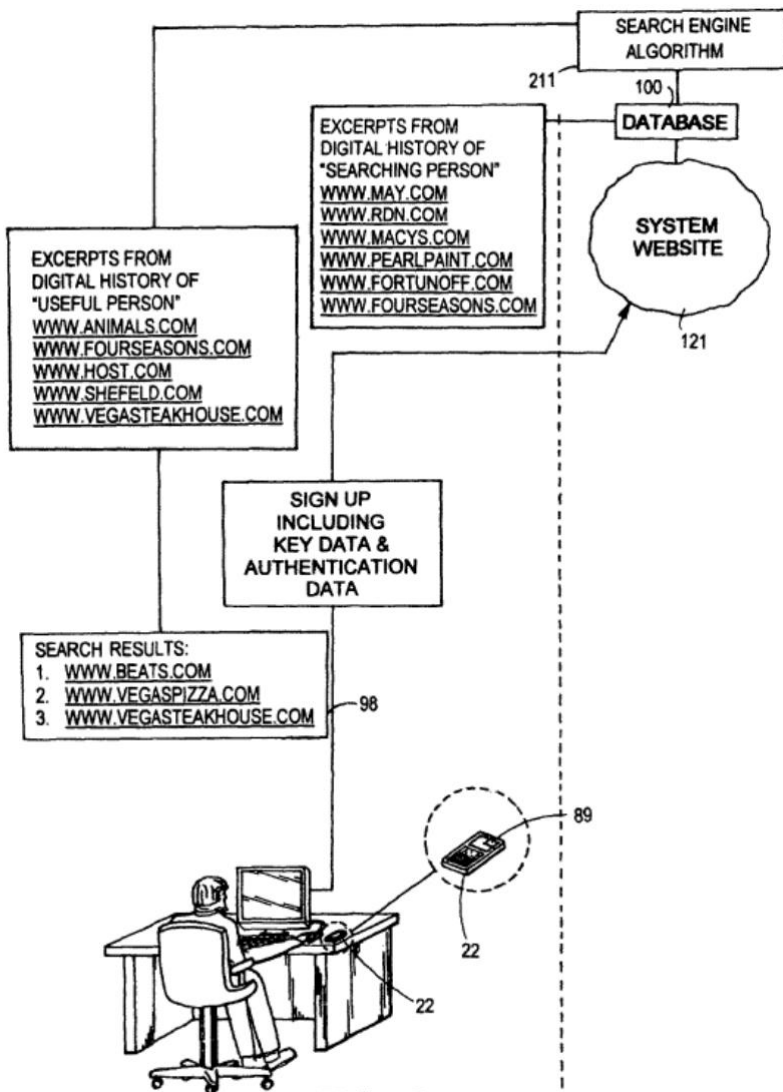 SEARCH ENGINE
ALGORITHM
211
100
DATABASE
SYSTEM
WEBSITE
121
EXCERPTS FROM
DIGITAL HISTORY OF
"SEARCHING PERSON"
WWW.MAY.COM
WWW.RDN.COM
WWW.MACYS.COM
WWW.PEARLPAINT.COM
WWW.FORTUNOFF.COM
WWW.FOURSEASONS.COM
EXCERPTS FROM
DIGITAL HISTORY OF
"USEFUL PERSON"
WWW.ANIMALS.COM
WWW.FOURSEASONS.COM
WWW.HOST.COM
WWW.SHEFELD.COM
WWW.VEGASTEAKHOUSE.COM
SIGN UP
INCLUDING
KEY DATA &
AUTHENTICATION
DATA
SEARCH RESULTS:
1. WWW.BEATS.COM
2. WWW.VEGASPIZZA.COM
3. WWW.VEGASTEAKHOUSE.COM
98
89
22
22